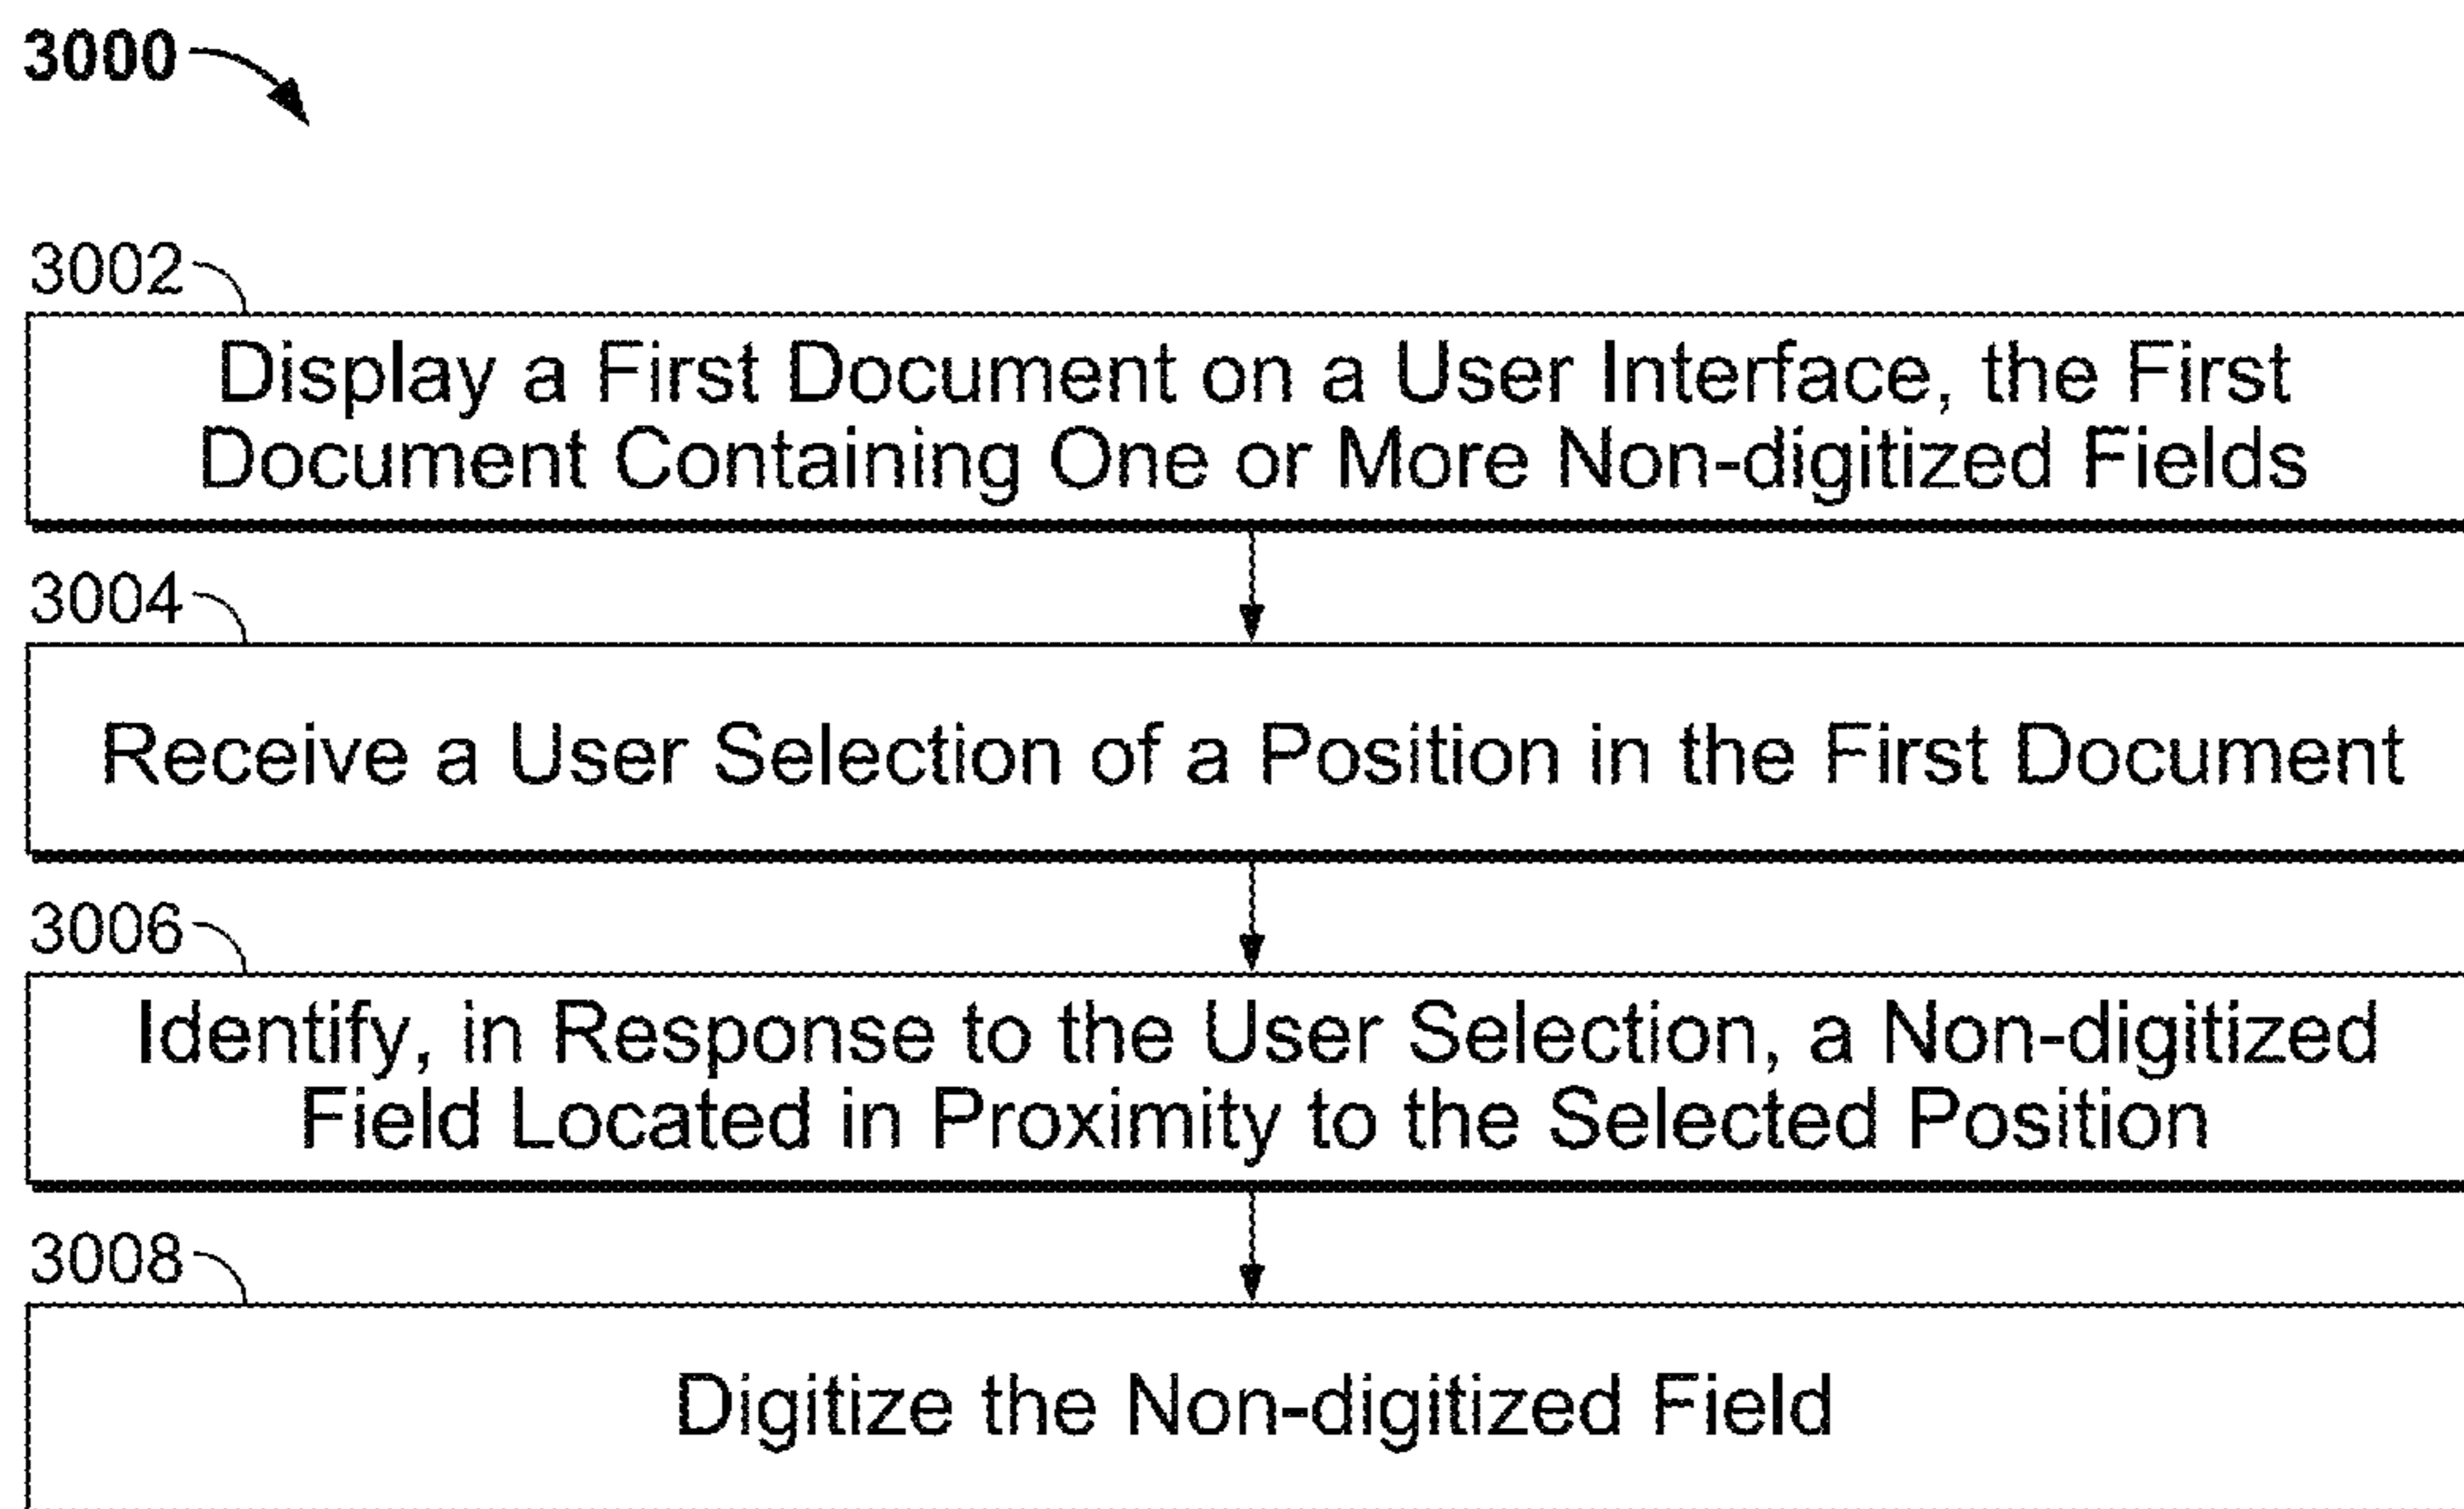 3000
3002
Display a First Document on a User Interface, the First
Document Containing One or More Non-digitized Fields
3004
Receive a User Selection of a Position in the First Document
3006
Identify, in Response to the User Selection, a Non-digitized
Field Located in Proximity to the Selected Position
3008
Digitize the Non-digitized Field